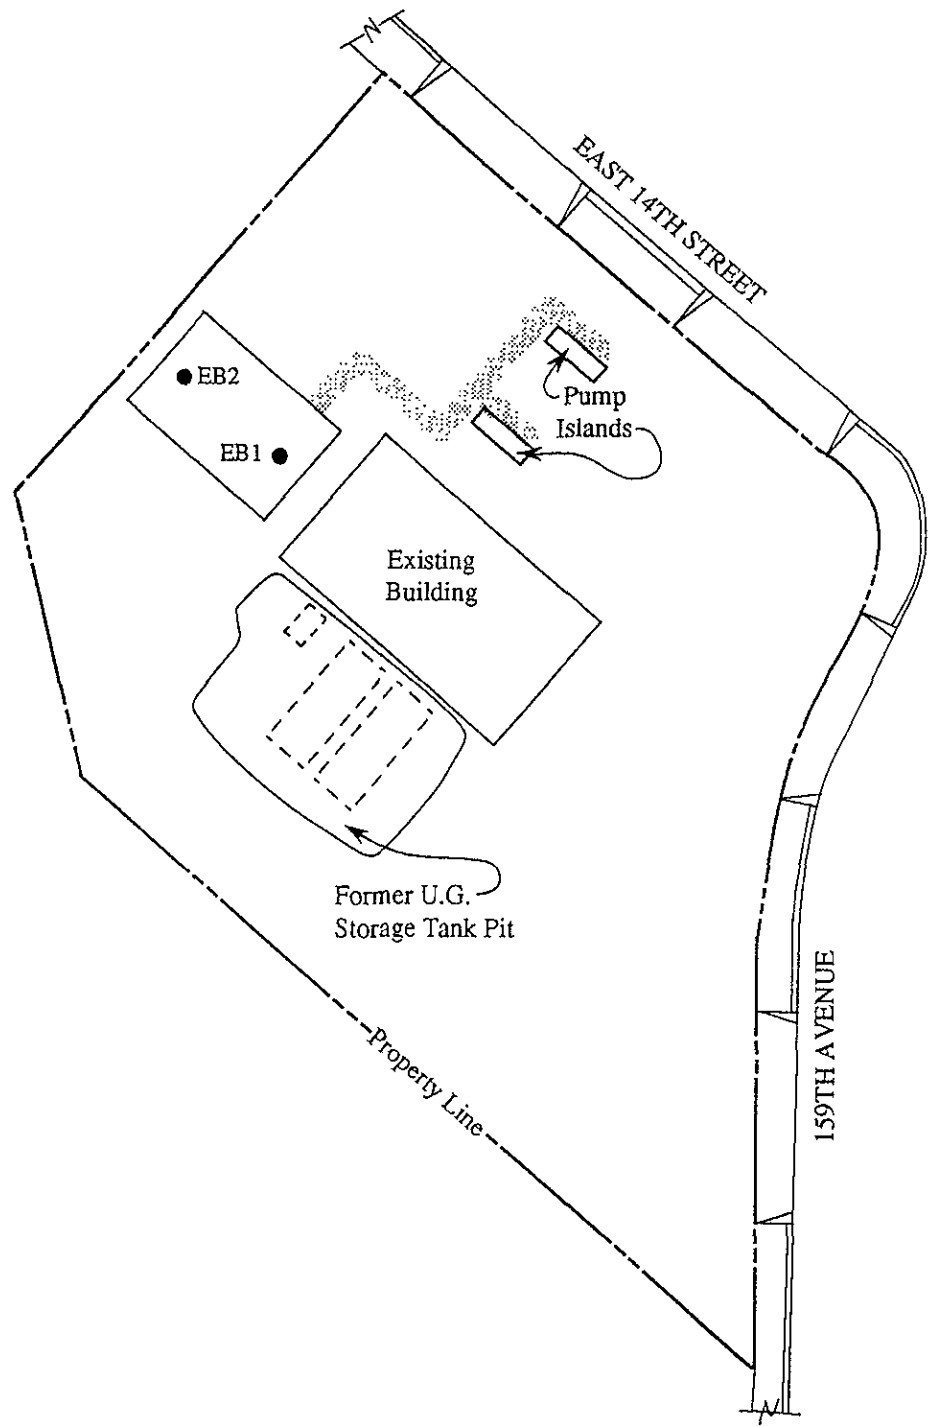 EAST 14TH STREET
EB2
Pump
Islands
EB1
Existing
Building
Former U.G.
Storage Tank Pit
159TH AVENUE
Property Line